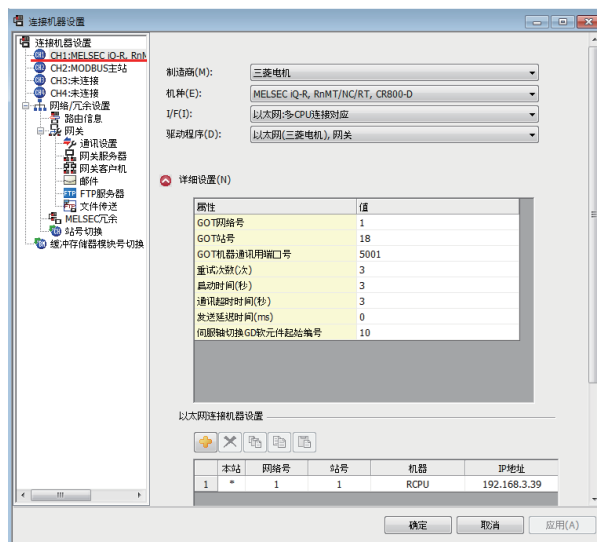 连接机器设置
连接机器设置
CH1:MELSEC iQ-R, RnM
CH2:MODBUS主站
CH3:未连接
CH4:未连接
网络/冗余设置
路由信息
网关
通讯设置
网关服务器
网关客户机
邮件
FTP服务器
文件传送
MELSEC冗余
站号切换
缓冲存储器模块号切换
制造商(M): 三菱电机
机种(E): MELSEC iQ-R, RnMT/NC/RT, CR800-D
I/F(I): 以太网:多CPU连接对应
驱动程序(D): 以太网(三菱电机), 网关
详细设置(N)
属性 值
GOT网络号 1
GOT站号 18
GOT机器通讯用端口号 5001
重试次数(次) 3
启动时间(秒) 3
通讯超时时间(秒) 3
发送延迟时间(ms) 0
伺服轴切换GD软元件起始编号 10
以太网连接机器设置
本站 网络号 站号 机器 IP地址
1 * 1 1 RCPU 192.168.3.39
确定 取消 应用(A)